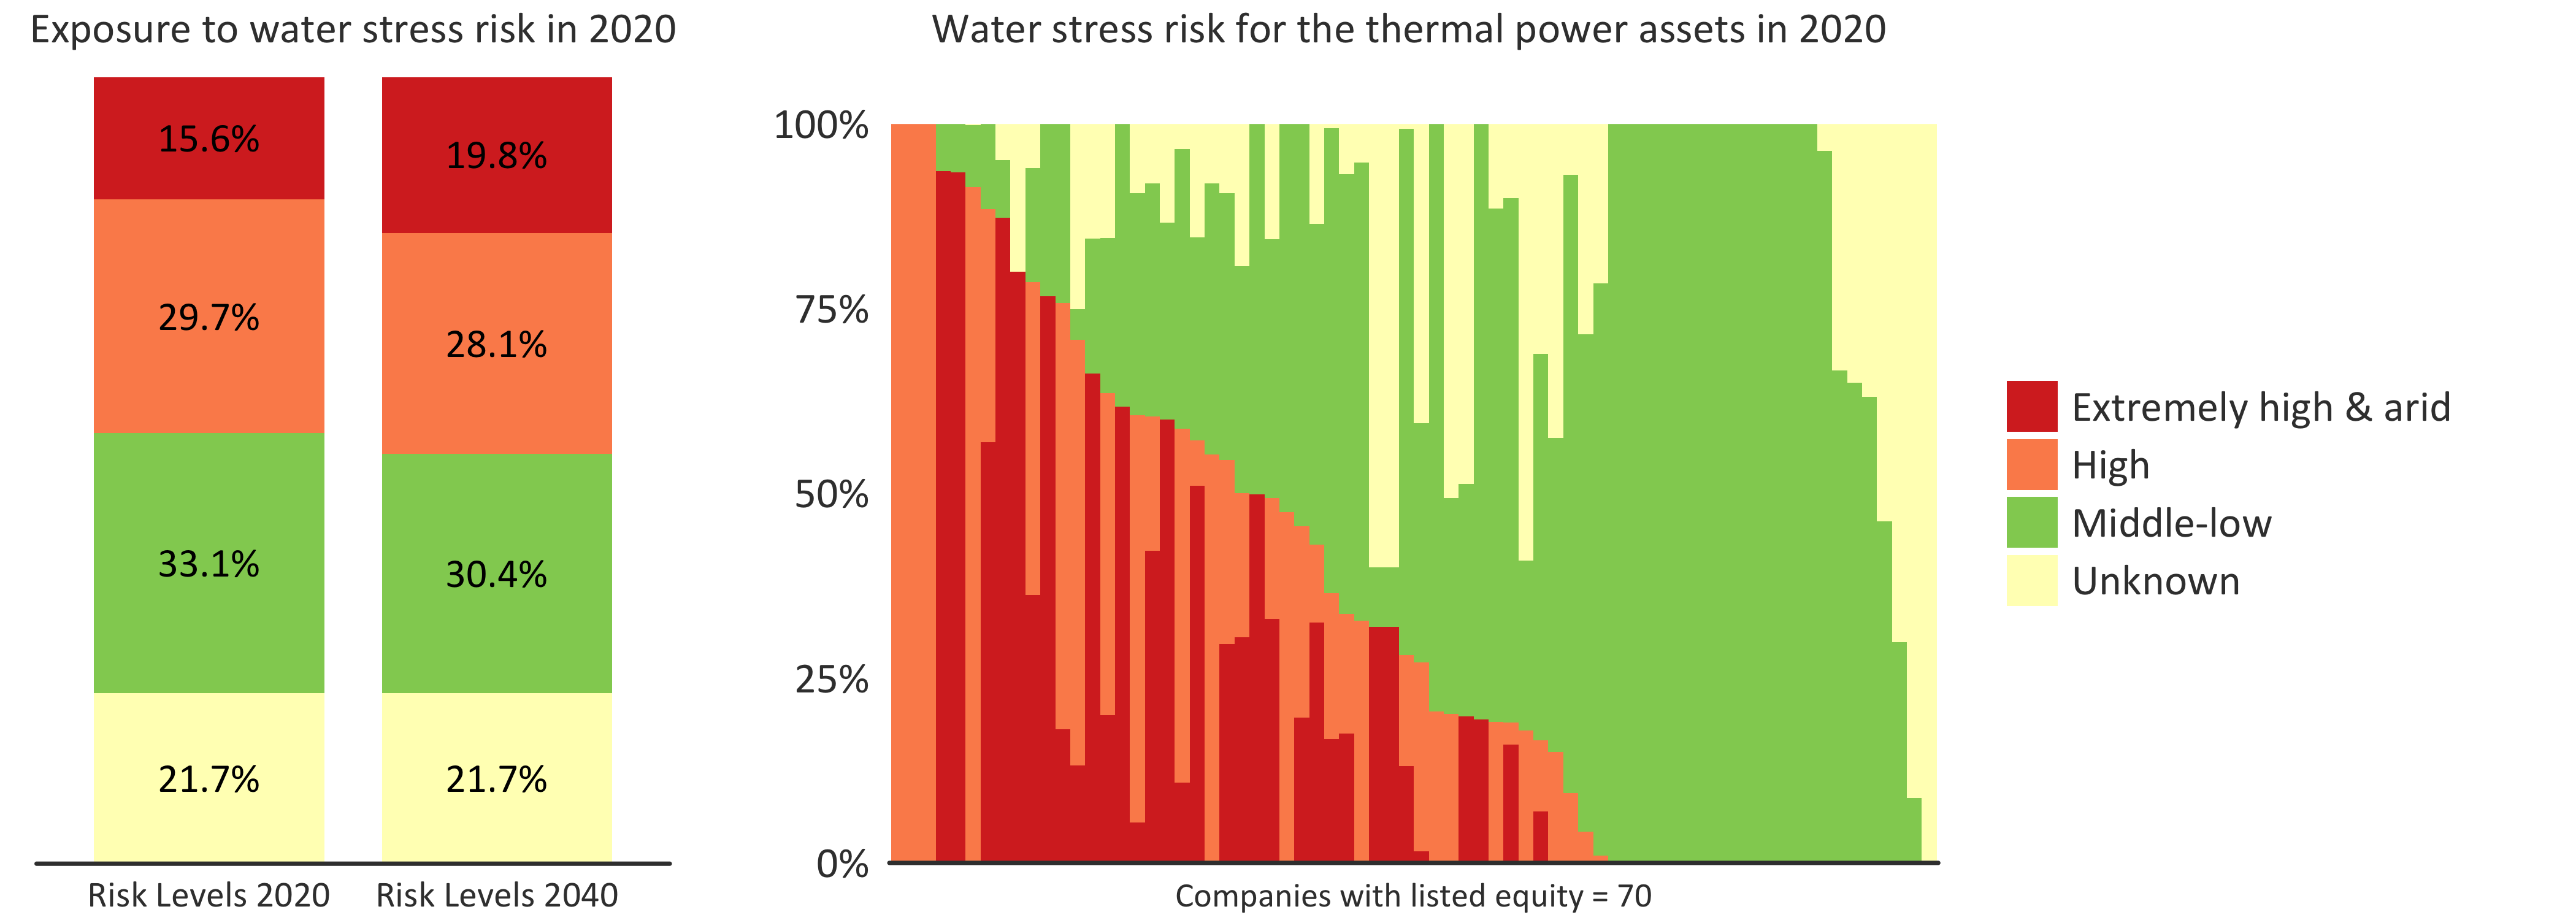 Exposure to water stress risk in 2020
15.6%
29.7%
33.1%
21.7%
19.8%
28.1%
30.4%
21.7%
Risk Levels 2020
Risk Levels 2040
Water stress risk for the thermal power assets in 2020
100%
75%
50%
25%
0%
Companies with listed equity = 70
Extremely high & arid
High
Middle-low
Unknown